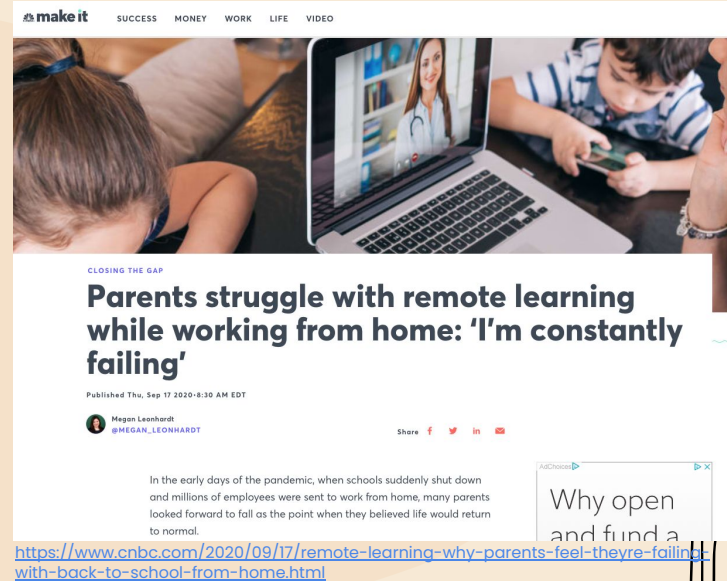 make it SUCCESS MONEY WORK LIFE VIDEO
CLOSING THE GAP
Parents struggle with remote learning
while working from home: ‘I’m constantly
failing’
Published Thu, Sep 17 2020•8:30 AM EDT
Megan Leonhardt
@MEGAN_LEONHARDT
Share
In the early days of the pandemic, when schools suddenly shut down
and millions of employees were sent to work from home, many parents
looked forward to fall as the point when they believed life would return
to normal.
AdChoices
Why open
and fund a
https://www.cnbc.com/2020/09/17/remote-learning-why-parents-feel-theyre-failing-
with-back-to-school-from-home.html